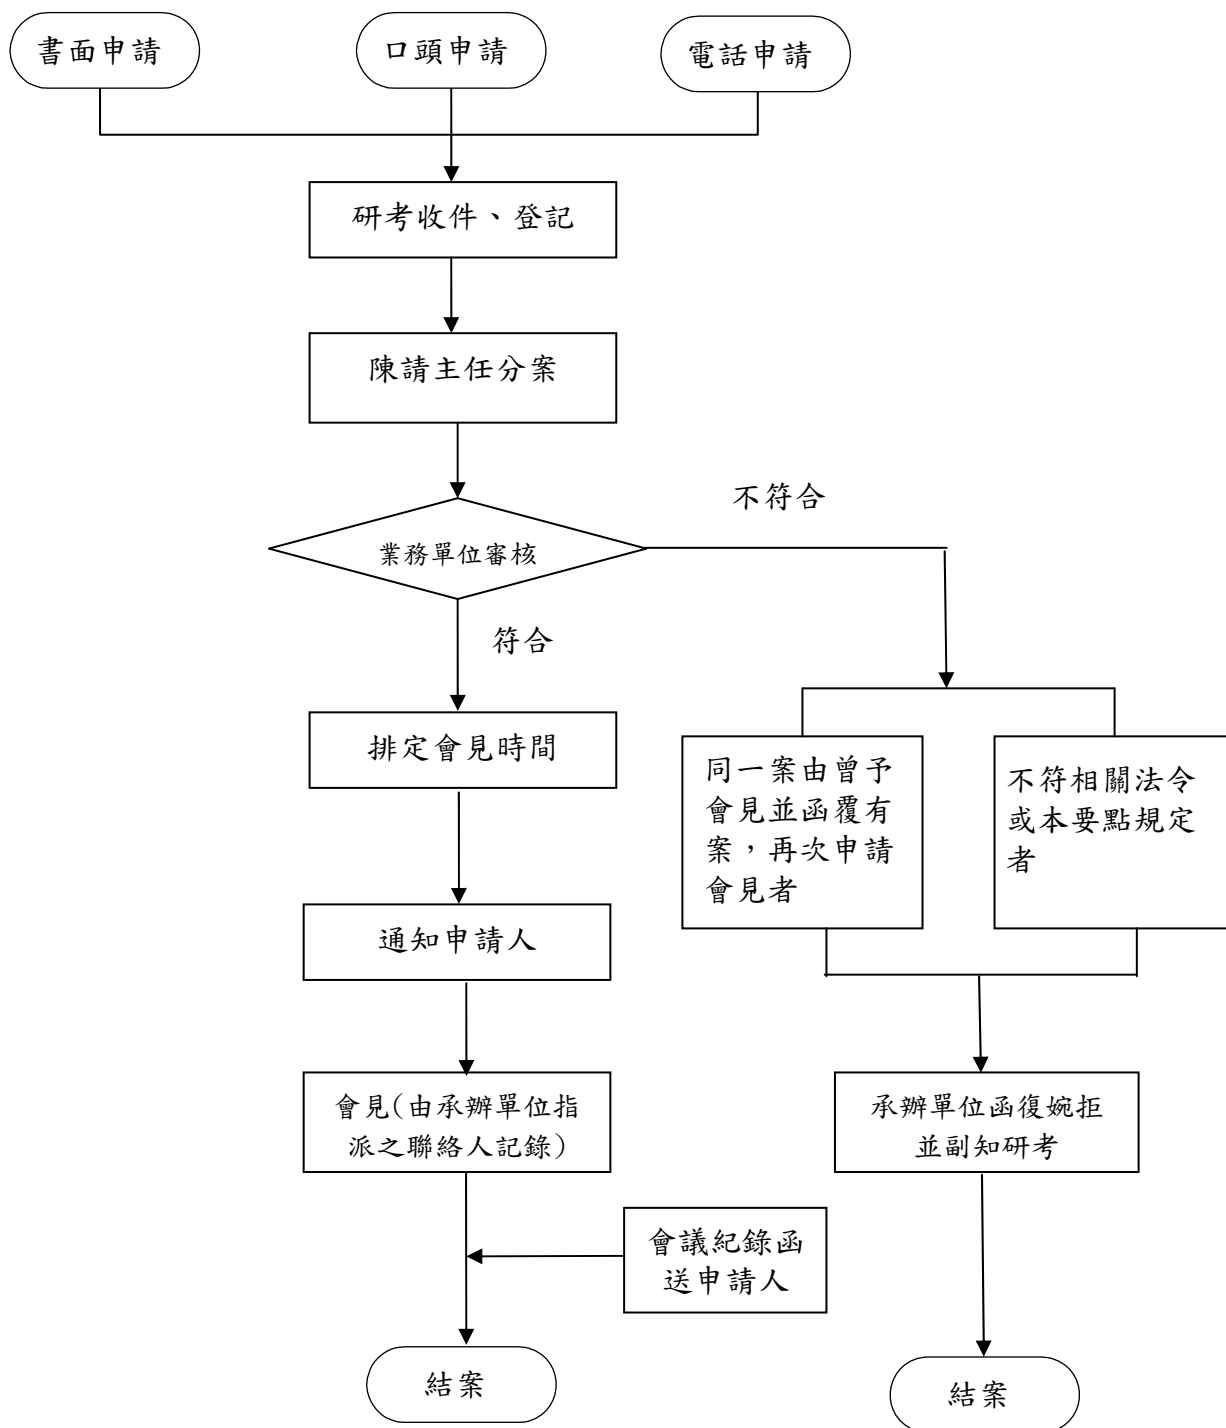 書面申請
口頭申請
電話申請
研考收件、登記
陳請主任分案
不符合
業務單位審核
符合
排定會見時間
同一案由曾予
會見並函覆有
案，再次申請
會見者
不符相關法令
或本要點規定
者
通知申請人
會見(由承辦單位指
派之聯絡人記錄)
承辦單位函復婉拒
並副知研考
會議紀錄函
送申請人
結案
結案